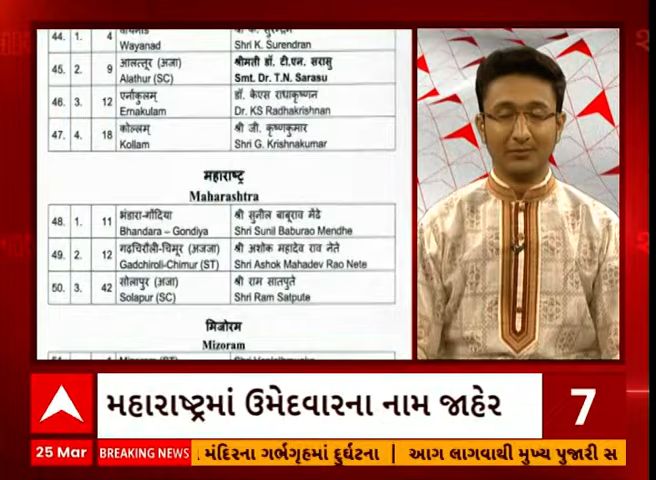 44. 1. 4
Wayanad Shri K. Surendran
45. 2. 9 आलत्तूर (अजा) श्रीमती डॉ. टी.एन. सरासु
Alathur (SC) Smt. Dr. T.N. Sarasu
46. 3. 12 एर्नाकुलम् डॉ. केएस राधाकृष्णन
Ernakulam Dr. KS Radhakrishnan
47. 4. 18 कोल्लम् श्री जी. कृष्णकुमार
Kollam Shri G. Krishnakumar
महाराष्ट्र
Maharashtra
48. 1. 11 भंडारा-गोंदिया श्री सुनील बाबूराव मेंढे
Bhandara – Gondiya Shri Sunil Baburao Mendhe
49. 2. 12 गढ़चिरौली-चिमूर (अजजा) श्री अशोक महादेव राव नेते
Gadchiroli-Chimur (ST) Shri Ashok Mahadev Rao Nete
50. 3. 42 सोलापुर (अजा) श्री राम सातपुते
Solapur (SC) Shri Ram Satpute
मिजोरम
Mizoram
મહારાષ્ટ્રમાં ઉમેદવારના નામ જાહેર
7
25 Mar
BREAKING NEWS
મંદિરના ગર્ભગૃહમાં દુર્ઘટના | આગ લાગવાથી મુખ્ય પુજારી સ